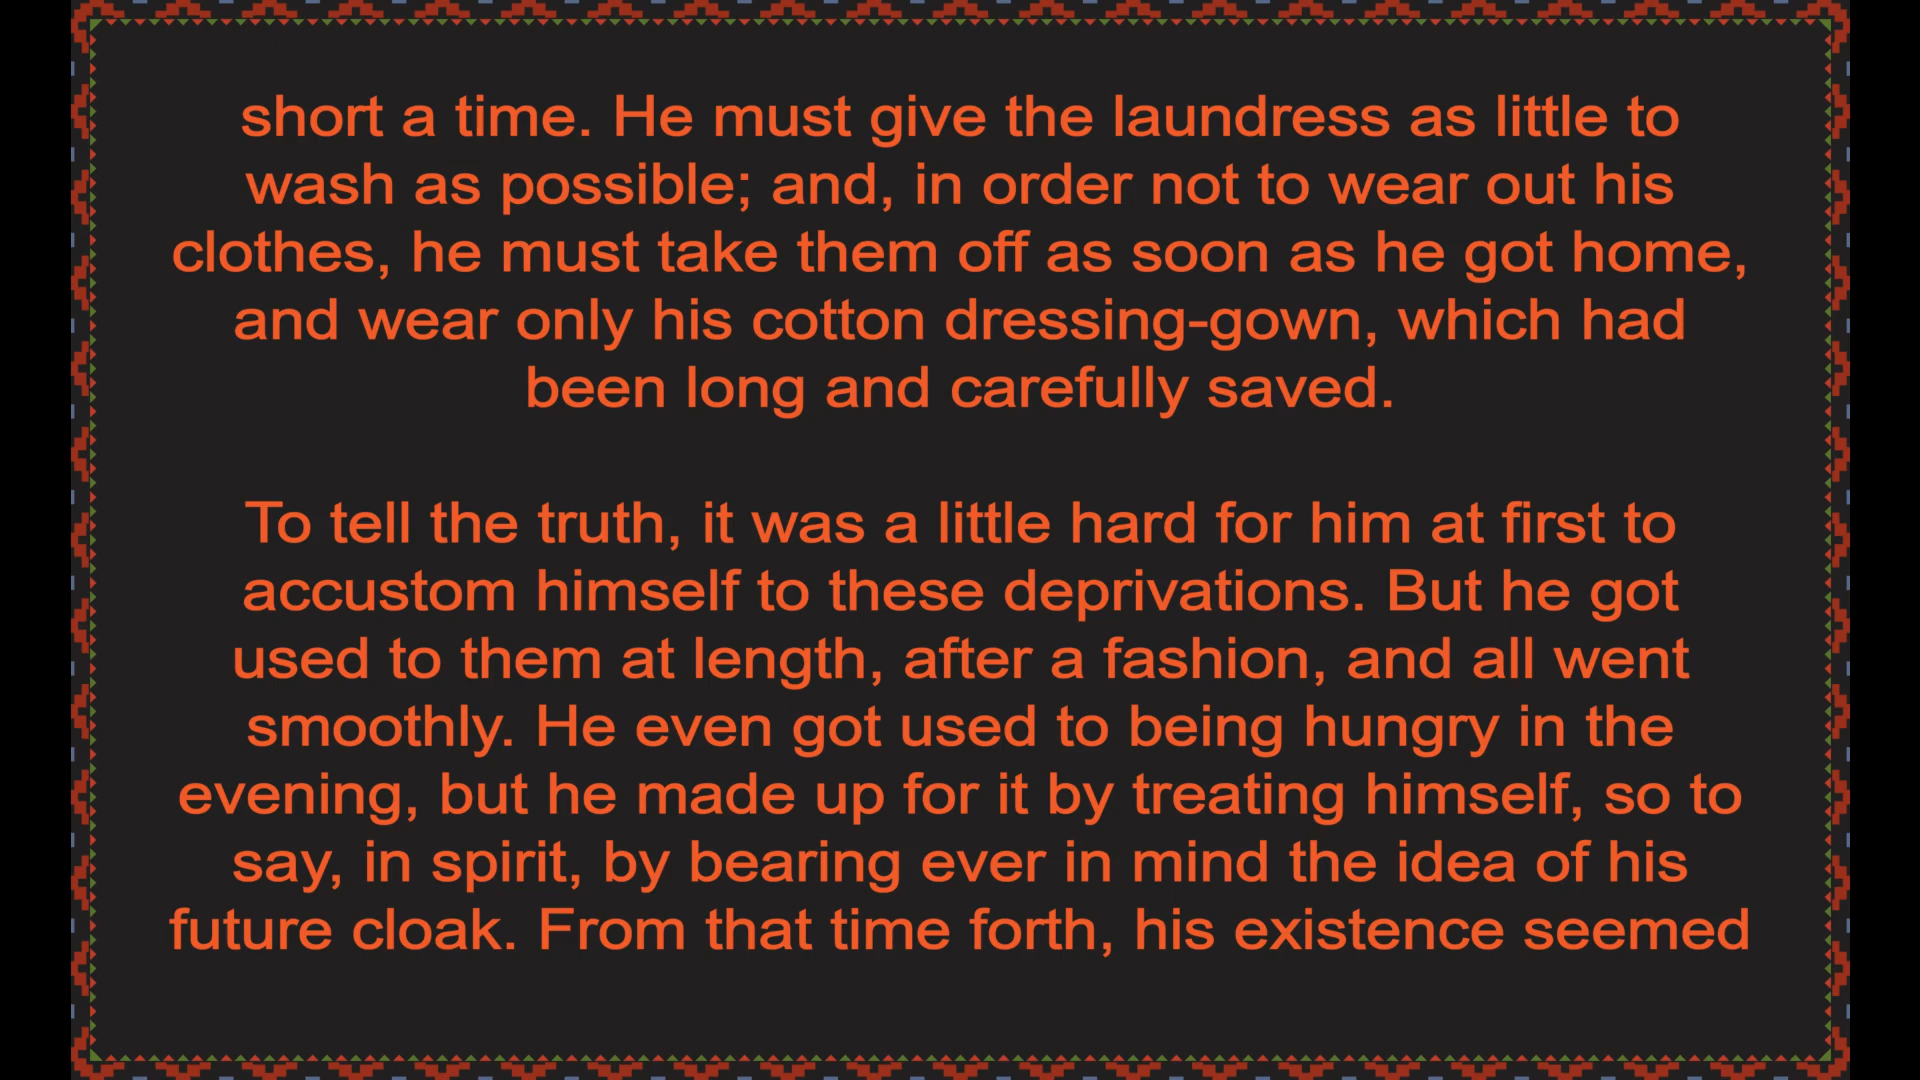 short a time. He must give the laundress as little to
wash as possible; and, in order not to wear out his
clothes, he must take them off as soon as he got home,
and wear only his cotton dressing-gown, which had
been long and carefully saved.
To tell the truth, it was a little hard for him at first to
accustom himself to these deprivations. But he got
used to them at length, after a fashion, and all went
smoothly. He even got used to being hungry in the
evening, but he made up for it by treating himself, so to
say, in spirit, by bearing ever in mind the idea of his
future cloak. From that time forth, his existence seemed